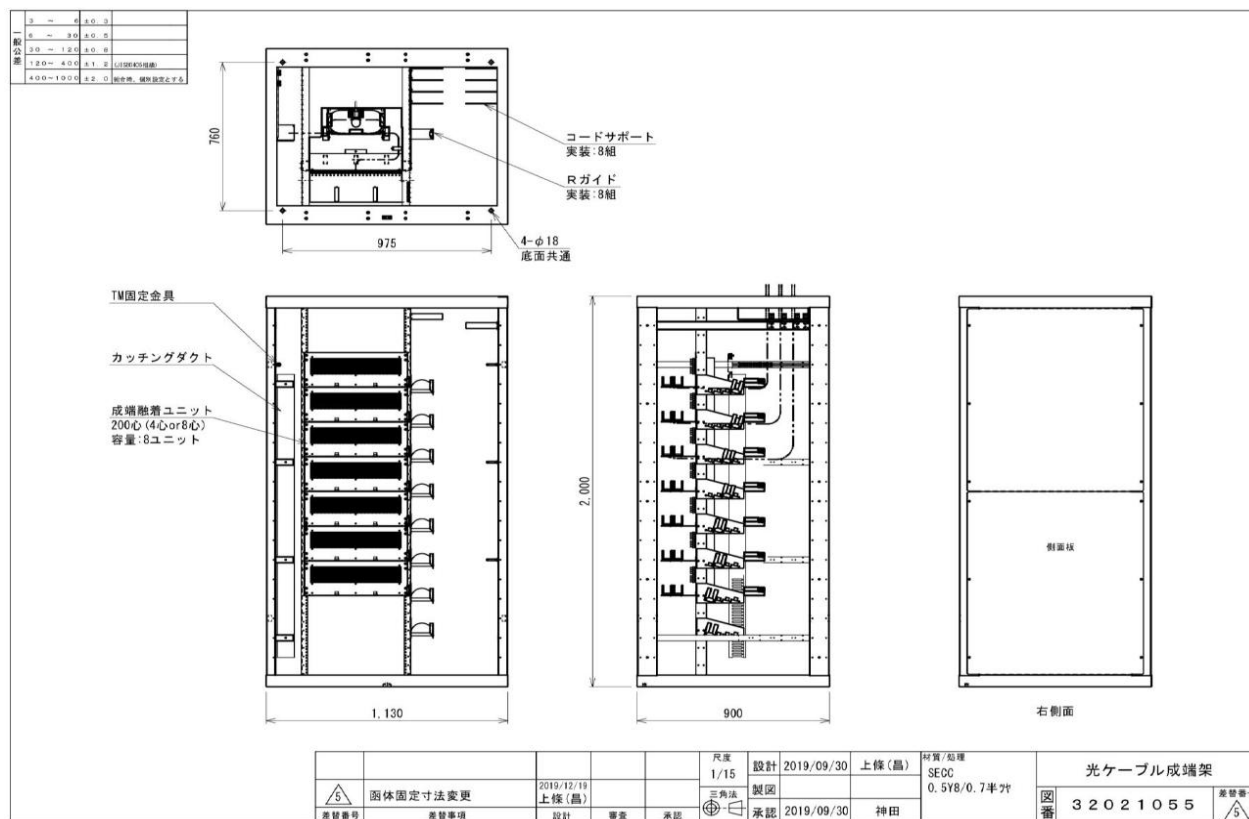 一般公差
3 ~ 6 ±0.3
6 ~ 30 ±0.5
30 ~ 120 ±0.8
120~ 400 ±1.2
400~1000 ±2.0
760
975
コードサポート
実装:8組
Rガイド
実装:8組
4-φ18
底面共通
TM固定金具
カッチングダクト
成端融着ユニット
200心(4心or8心)
容量:8ユニット
2,000
側面板
1,130
900
右側面
5 函体固定寸法変更 2019/12/19 上條(昌)
差替番号 差替事項 設計 審査 承認
尺度
1/15
三角法
設計 2019/09/30 上條(昌)
製図
承認 2019/09/30 神田
材質/処理
SECC
0.5Y8/0.7半ツヤ
光ケーブル成端架
図番 32021055
5